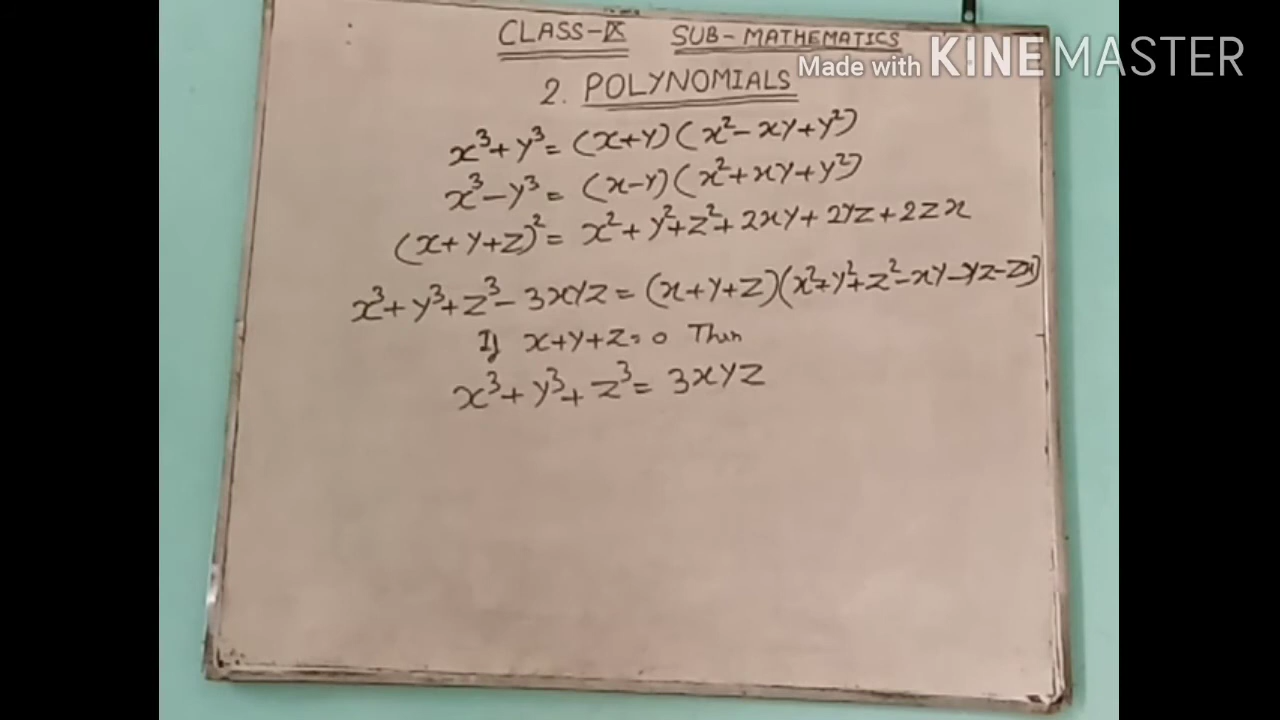 CLASS-IX SUB-MATHEMATICS
Made with KINEMASTER
2. POLYNOMIALS
x³+y³= (x+y)(x²-xy+y²)
x³-y³= (x-y)(x²+xy+y²)
(x+y+z)²= x²+y²+z²+2xy+2yz+2zx
x³+y³+z³-3xyz=(x+y+z)(x²+y²+z²-xy-yz-zx)
If x+y+z=0 Then
x³+y³+z³= 3xyz